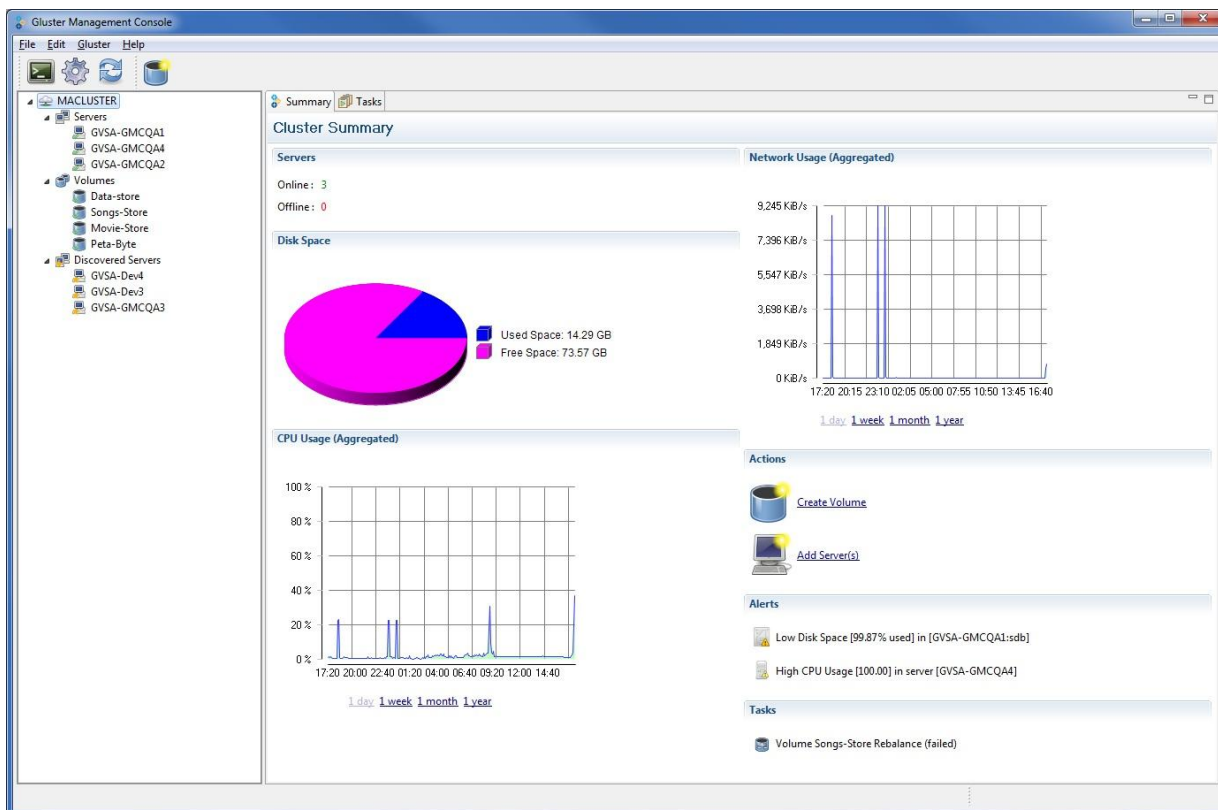 Gluster Management Console
File Edit Gluster Help
MACLUSTER
Servers
GVSA-GMCQA1
GVSA-GMCQA4
GVSA-GMCQA2
Volumes
Data-store
Songs-Store
Movie-Store
Peta-Byte
Discovered Servers
GVSA-Dev4
GVSA-Dev3
GVSA-GMCQA3
Summary Tasks
Cluster Summary
Servers
Online : 3
Offline : 0
Disk Space
Used Space: 14.29 GB
Free Space: 73.57 GB
CPU Usage (Aggregated)
100 %
80 %
60 %
40 %
20 %
0 %
17:20 20:00 22:40 01:20 04:00 06:40 09:20 12:00 14:40
1 day 1 week 1 month 1 year
Network Usage (Aggregated)
9,245 KiB/s
7,396 KiB/s
5,547 KiB/s
3,698 KiB/s
1,849 KiB/s
0 KiB/s
17:20 20:15 23:10 02:05 05:00 07:55 10:50 13:45 16:40
1 day 1 week 1 month 1 year
Actions
Create Volume
Add Server(s)
Alerts
Low Disk Space [99.87% used] in [GVSA-GMCQA1:sdb]
High CPU Usage [100.00] in server [GVSA-GMCQA4]
Tasks
Volume Songs-Store Rebalance (failed)